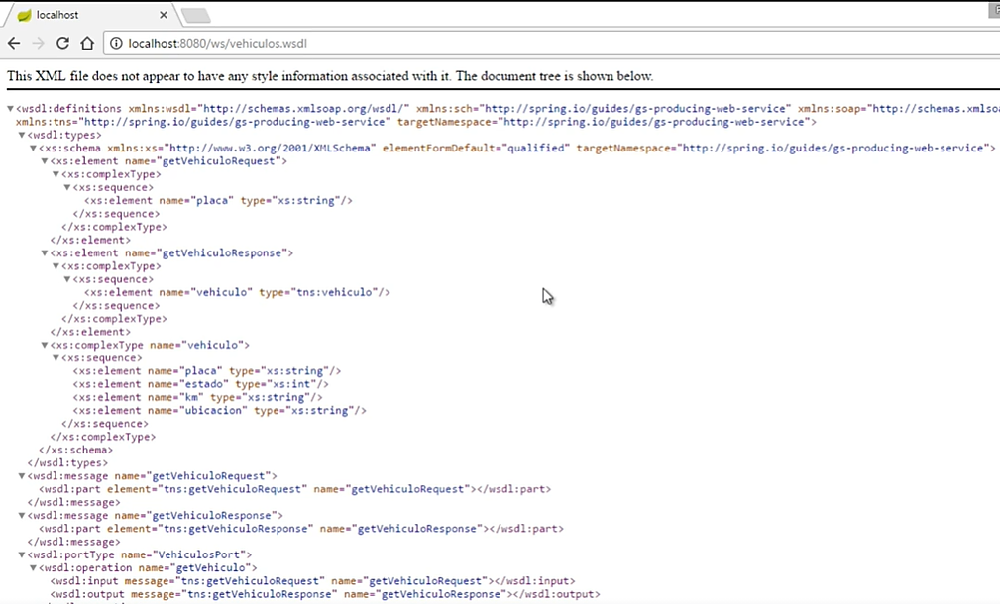 localhost
localhost:8080/ws/vehiculos.wsdl
This XML file does not appear to have any style information associated with it. The document tree is shown below.
▼<wsdl:definitions xmlns:wsdl="http://schemas.xmlsoap.org/wsdl/" xmlns:sch="http://spring.io/guides/gs-producing-web-service" xmlns:soap="http://schemas.xmlsoa
xmlns:tns="http://spring.io/guides/gs-producing-web-service" targetNamespace="http://spring.io/guides/gs-producing-web-service">
▼<wsdl:types>
▼<xs:schema xmlns:xs="http://www.w3.org/2001/XMLSchema" elementFormDefault="qualified" targetNamespace="http://spring.io/guides/gs-producing-web-service">
▼<xs:element name="getVehiculoRequest">
▼<xs:complexType>
▼<xs:sequence>
<xs:element name="placa" type="xs:string"/>
</xs:sequence>
</xs:complexType>
</xs:element>
▼<xs:element name="getVehiculoResponse">
▼<xs:complexType>
▼<xs:sequence>
<xs:element name="vehiculo" type="tns:vehiculo"/>
</xs:sequence>
</xs:complexType>
</xs:element>
▼<xs:complexType name="vehiculo">
▼<xs:sequence>
<xs:element name="placa" type="xs:string"/>
<xs:element name="estado" type="xs:int"/>
<xs:element name="km" type="xs:string"/>
<xs:element name="ubicacion" type="xs:string"/>
</xs:sequence>
</xs:complexType>
</xs:schema>
</wsdl:types>
▼<wsdl:message name="getVehiculoRequest">
<wsdl:part element="tns:getVehiculoRequest" name="getVehiculoRequest"></wsdl:part>
</wsdl:message>
▼<wsdl:message name="getVehiculoResponse">
<wsdl:part element="tns:getVehiculoResponse" name="getVehiculoResponse"></wsdl:part>
</wsdl:message>
▼<wsdl:portType name="VehiculosPort">
▼<wsdl:operation name="getVehiculo">
<wsdl:input message="tns:getVehiculoRequest" name="getVehiculoRequest"></wsdl:input>
<wsdl:output message="tns:getVehiculoResponse" name="getVehiculoResponse"></wsdl:output>